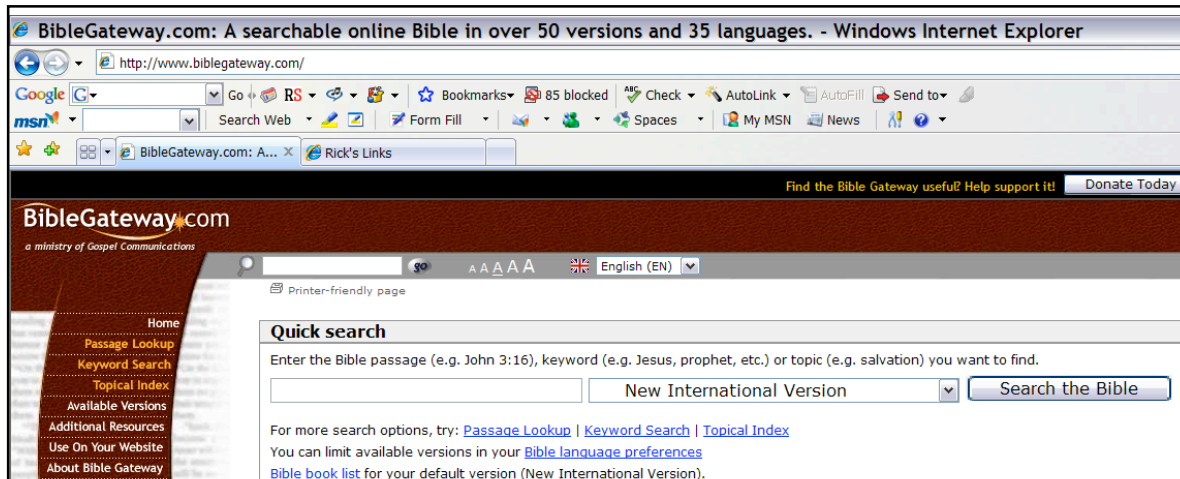 BibleGateway.com: A searchable online Bible in over 50 versions and 35 languages. - Windows Internet Explorer
http://www.biblegateway.com/
Google G Go RS Bookmarks 85 blocked ABC Check AutoLink AutoFill Send to
msn Search Web Form Fill Spaces My MSN News
BibleGateway.com: A... X Rick's Links
Find the Bible Gateway useful? Help support it! Donate Today
BibleGateway.com
a ministry of Gospel Communications
go A A A A A English (EN)
Printer-friendly page
Home
Passage Lookup
Keyword Search
Topical Index
Available Versions
Additional Resources
Use On Your Website
About Bible Gateway
Quick search
Enter the Bible passage (e.g. John 3:16), keyword (e.g. Jesus, prophet, etc.) or topic (e.g. salvation) you want to find.
New International Version Search the Bible
For more search options, try: Passage Lookup | Keyword Search | Topical Index
You can limit available versions in your Bible language preferences
Bible book list for your default version (New International Version).